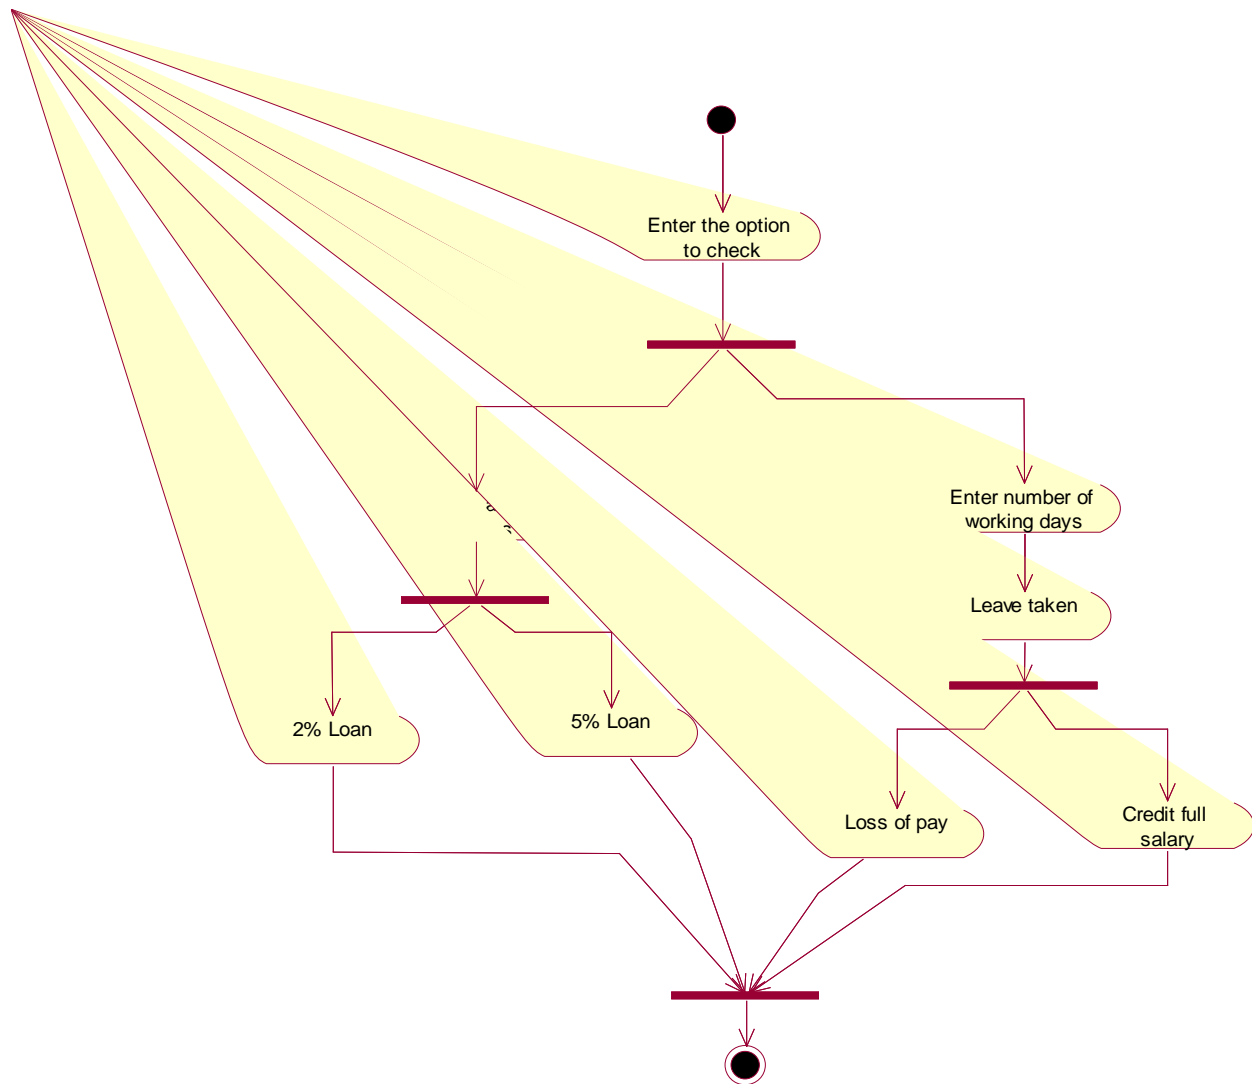 Enter the option
to check
Enter number of
working days
Leave taken
2% Loan
5% Loan
Loss of pay
Credit full
salary